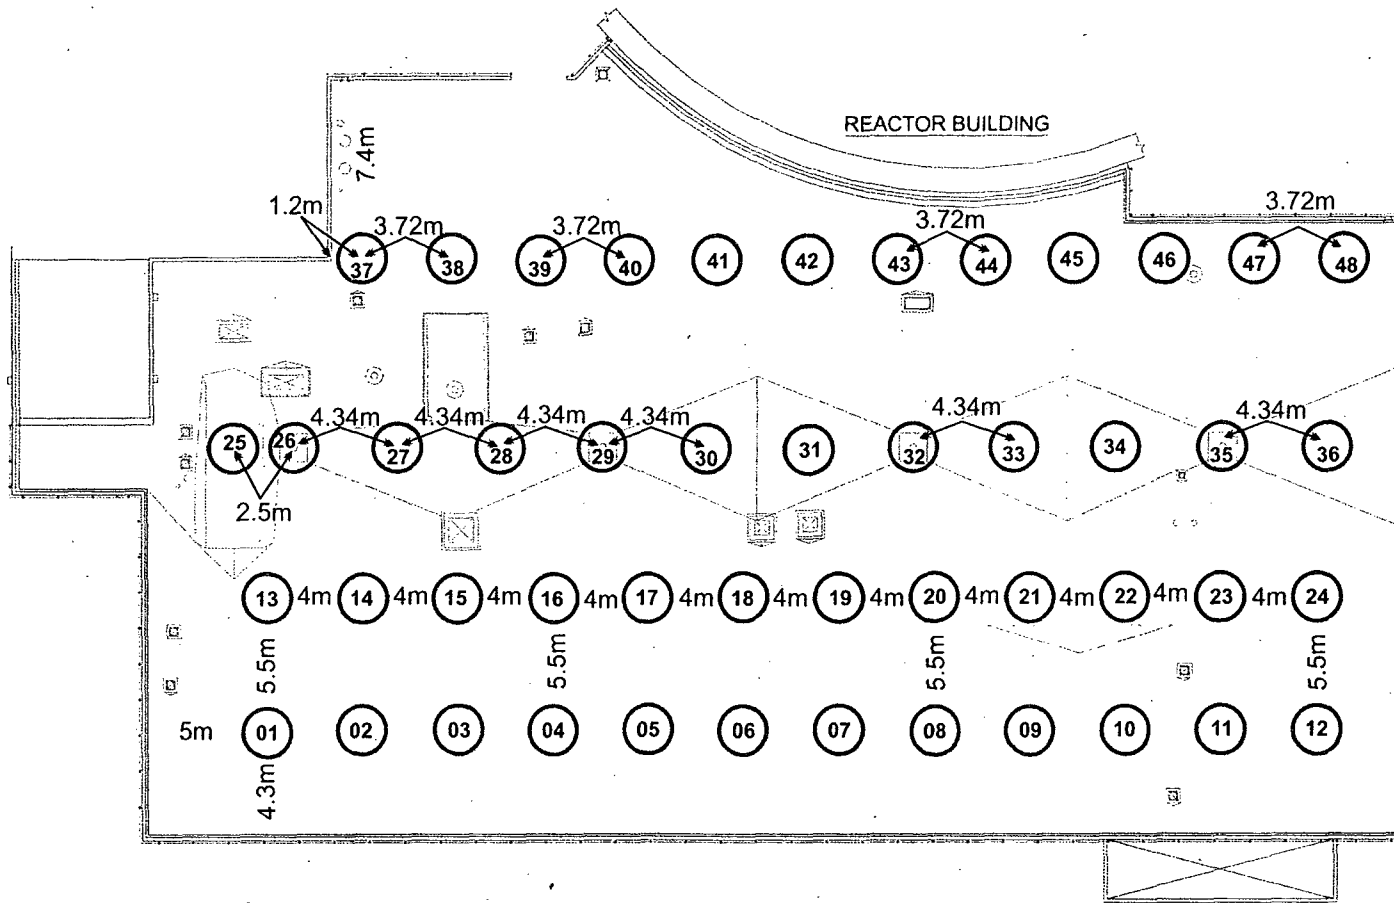 REACTOR BUILDING
7.4m
1.2m
3.72m 3.72m 3.72m 3.72m
37 38 39 40 41 42 43 44 45 46 47 48
4.34m 4.34m 4.34m 4.34m 4.34m 4.34m
25 26 27 28 29 30 31 32 33 34 35 36
2.5m
13 4m 14 4m 15 4m 16 4m 17 4m 18 4m 19 4m 20 4m 21 4m 22 4m 23 4m 24
5.5m 5.5m 5.5m 5.5m
5m 01 02 03 04 05 06 07 08 09 10 11 12
4.3m